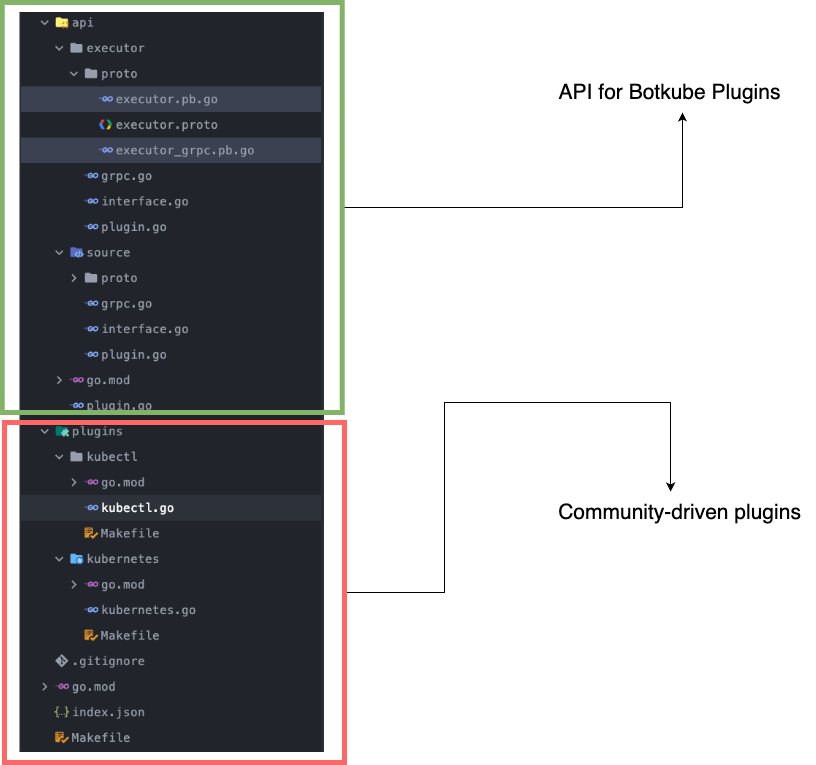 api
executor
proto
executor.pb.go
executor.proto
executor_grpc.pb.go
grpc.go
interface.go
plugin.go
source
proto
grpc.go
interface.go
plugin.go
go.mod
plugin.go
plugins
kubectl
go.mod
kubectl.go
Makefile
kubernetes
go.mod
kubernetes.go
Makefile
.gitignore
go.mod
index.json
Makefile
API for Botkube Plugins
Community-driven plugins